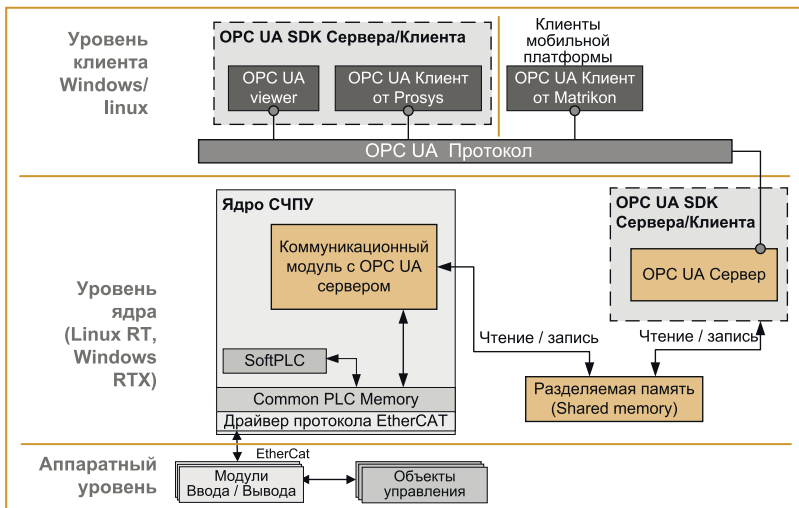 Уровень
клиента
Windows/
linux
OPC UA SDK Сервера/Клиента
OPC UA
viewer
OPC UA Клиент
от Prosys
Клиенты
мобильной
платформы
OPC UA Клиент
от Matrikon
OPC UA Протокол
Уровень
ядра
(Linux RT,
Windows
RTX)
Ядро СЧПУ
Коммуникационный
модуль с OPC UA
сервером
SoftPLC
Common PLC Memory
Драйвер протокола EtherCAT
OPC UA SDK
Сервера/Клиента
OPC UA Сервер
Чтение / запись
Чтение / запись
Разделяемая память
(Shared memory)
Аппаратный
уровень
EtherCat
Модули
Ввода / Вывода
Объекты
управления